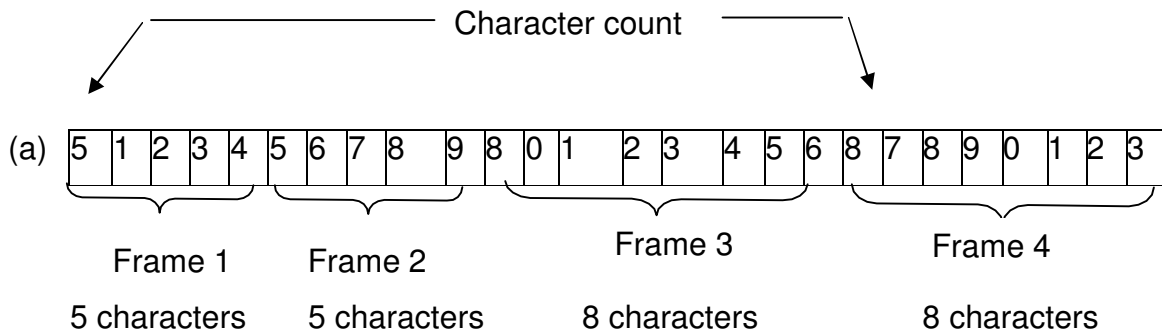 Character count
(a) 5 1 2 3 4 5 6 7 8 9 8 0 1 2 3 4 5 6 8 7 8 9 0 1 2 3
Frame 1 Frame 2 Frame 3 Frame 4
5 characters 5 characters 8 characters 8 characters